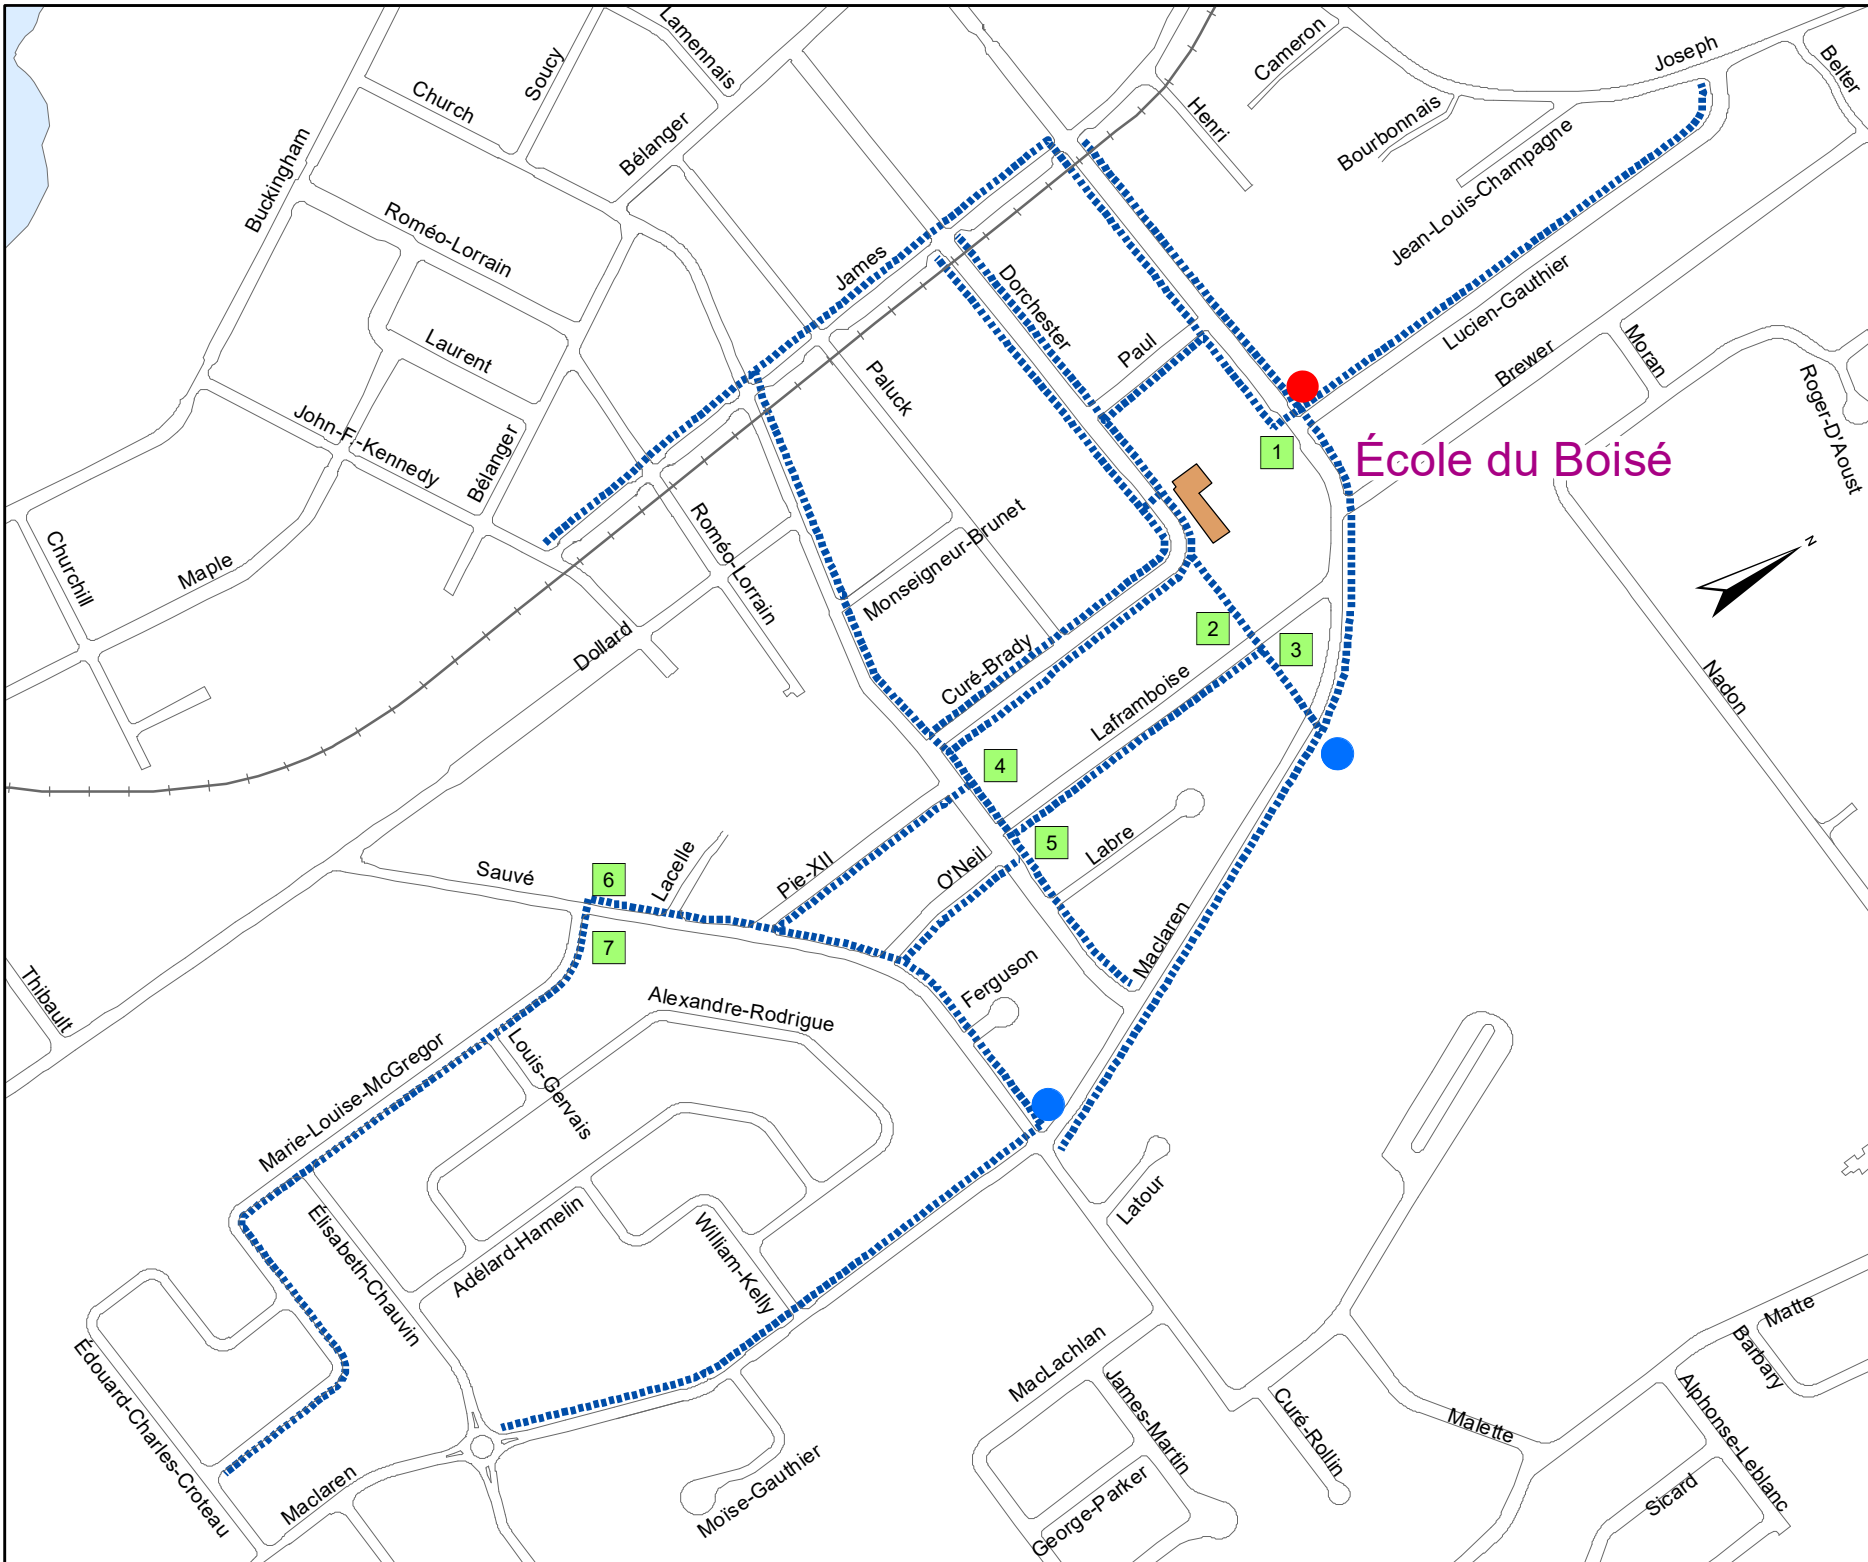 Lamennais
Cameron
Joseph
Belter
Soucy
Church
Henri
Bourbonnais
Bélanger
Buckingham
Jean-Louis-Champagne
Roméo-Lorrain
James
Dorchester
Lucien-Gauthier
Laurent
Paul
Moran
Brewer
Paluck
Roger-D'Aoust
John-F.-Kennedy
Bélanger
1
École du Boisé
Roméo-Lorrain
Monseigneur-Brunet
N
Churchill
Maple
Dollard
2
3
Curé-Brady
Laframboise
Nadon
4
5
Labre
Sauvé
6
Lacelle
Pie-XII
O'Neil
7
Maclaren
Ferguson
Thibault
Alexandre-Rodrigue
Louis-Gervais
Marie-Louise-McGregor
Latour
Élisabeth-Chauvin
Adélard-Hamelin
William-Kelly
Matte
Barbary
MacLachlan
Édouard-Charles-Croteau
James-Martin
Curé-Rollin
Malette
Alphonse-Leblanc
Maclaren
Moïse-Gauthier
George-Parker
Sicard